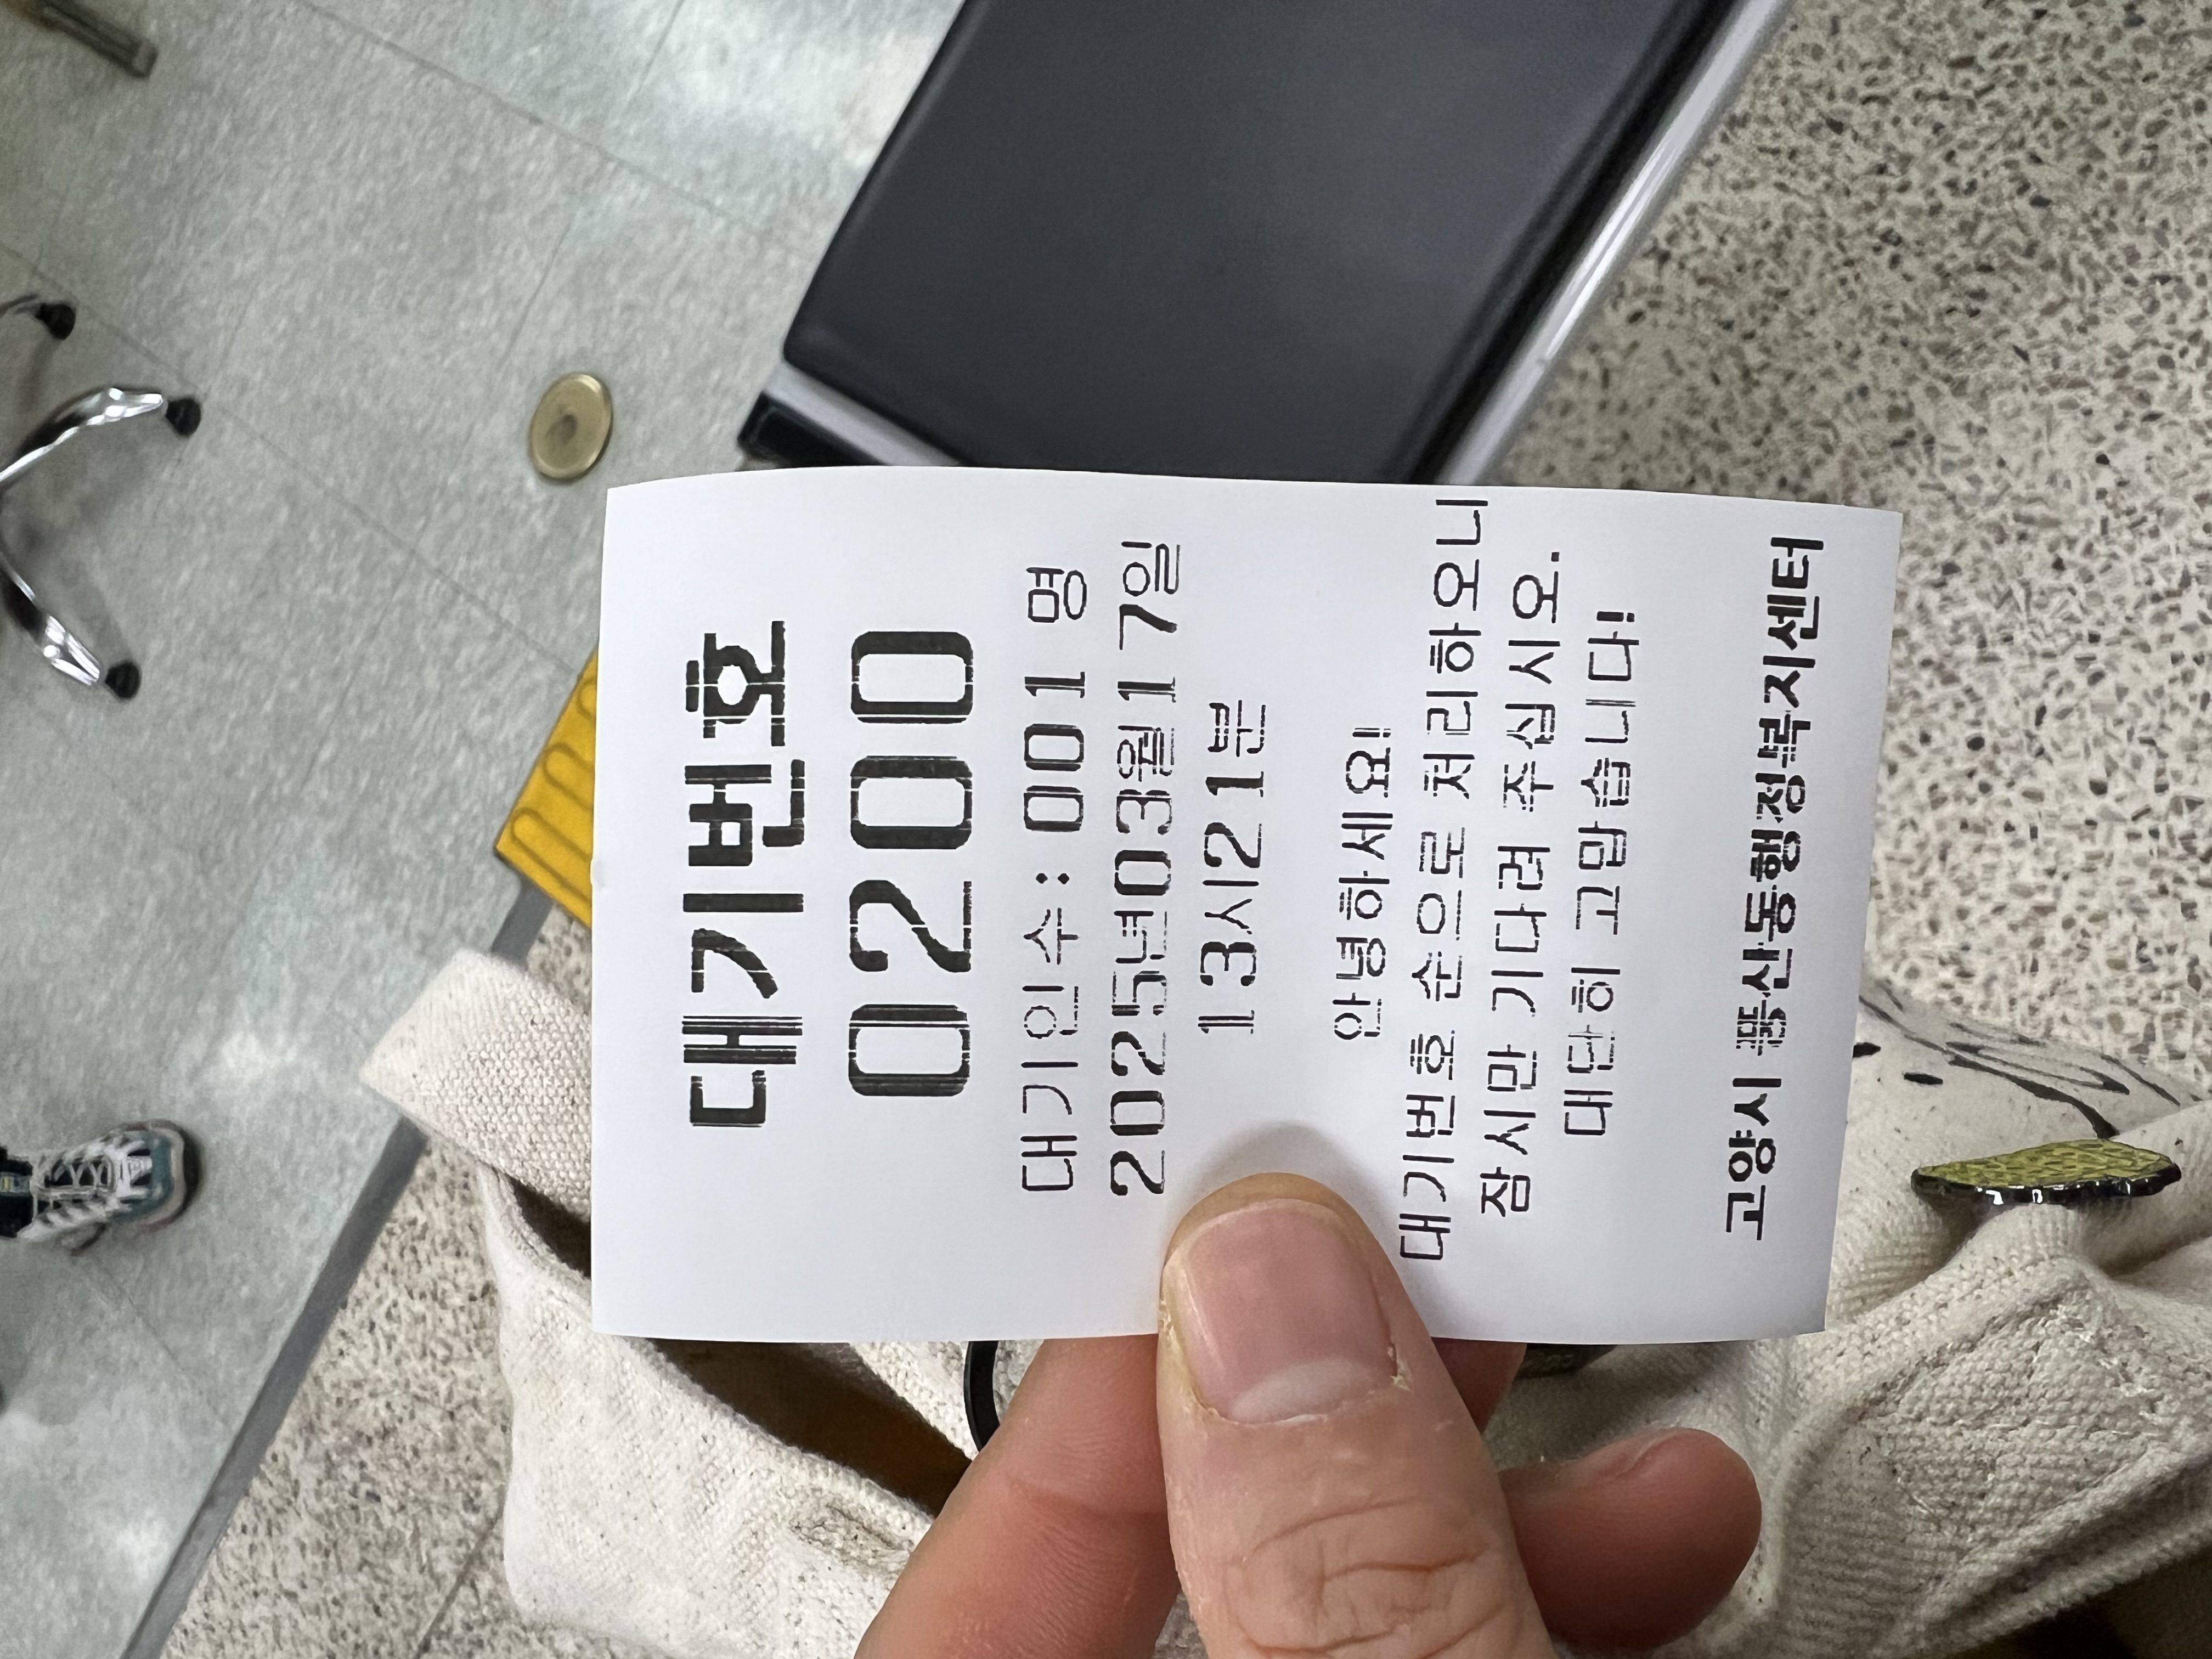 대기번호
0200
대기인수: 001 명
2025년03월17일
13시21분
안녕하세요!
대기번호 순으로 처리하오니
잠시만 기다려 주십시오.
대단히 고맙습니다!
고양시 풍산동행정복지센터